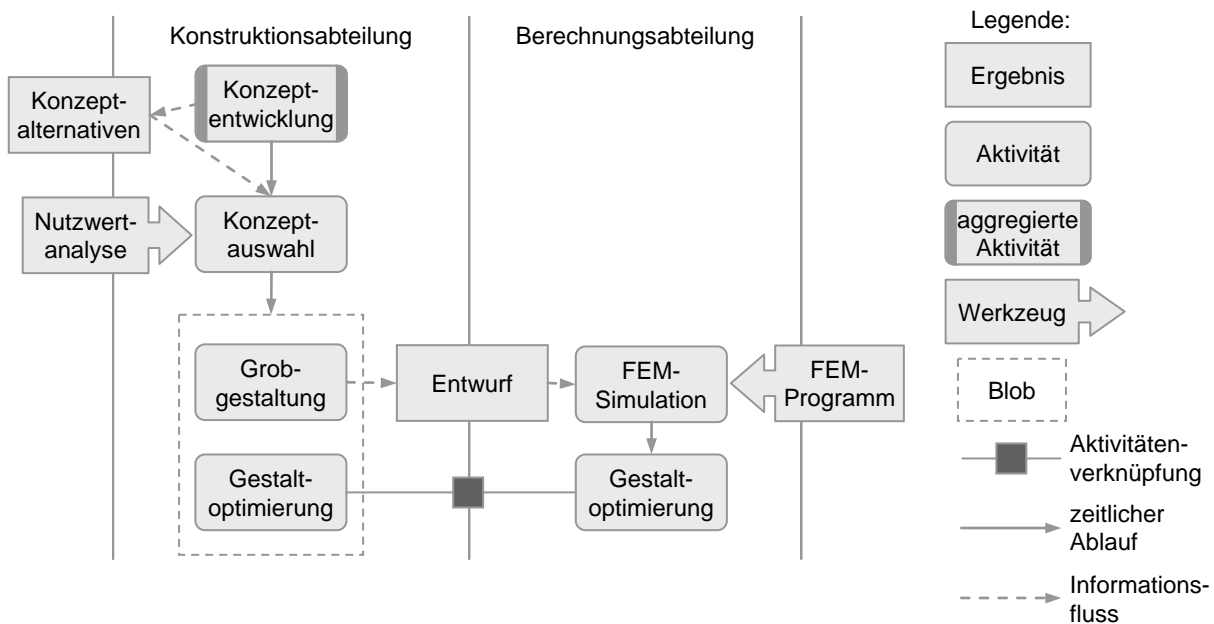 Konstruktionsabteilung
Berechnungsabteilung
Konzept-
alternativen
Konzept-
entwicklung
Nutzwert-
analyse
Konzept-
auswahl
Grob-
gestaltung
Entwurf
FEM-
Simulation
FEM-
Programm
Gestalt-
optimierung
Gestalt-
optimierung
Legende:
Ergebnis
Aktivität
aggregierte
Aktivität
Werkzeug
Blob
Aktivitäten-
verknüpfung
zeitlicher
Ablauf
Informations-
fluss